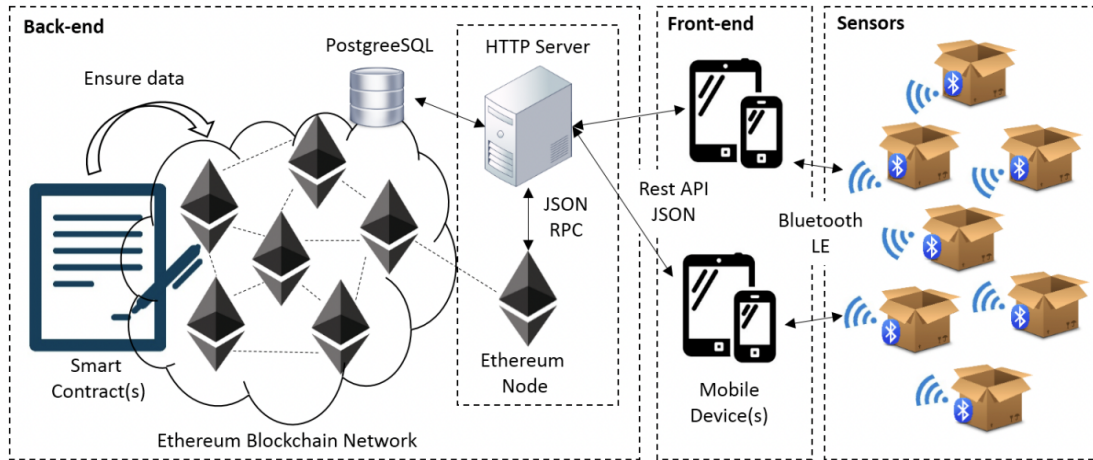 Back-end
Ensure data
PostgreeSQL
HTTP Server
JSON
RPC
Smart
Contract(s)
Ethereum
Node
Ethereum Blockchain Network
Front-end
Rest API
JSON
Mobile
Device(s)
Bluetooth
LE
Sensors